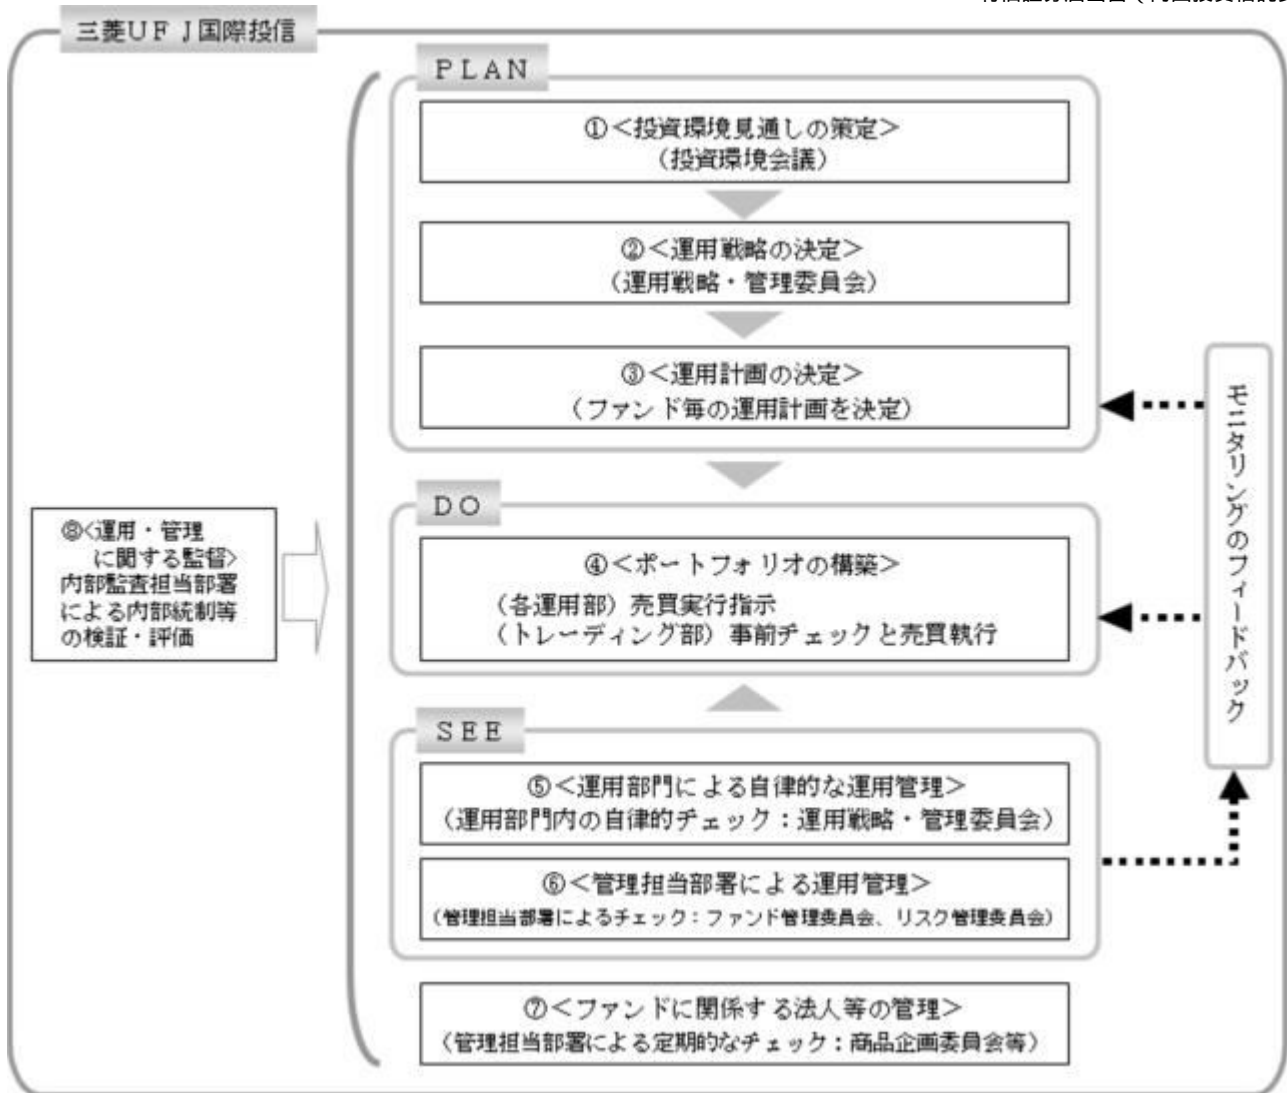 三菱UFJ国際投信
PLAN
①<投資環境見通しの策定>
(投資環境会議)
②<運用戦略の決定>
(運用戦略・管理委員会)
③<運用計画の決定>
(ファンド毎の運用計画を決定)
DO
④<ポートフォリオの構築>
(各運用部)売買実行指示
(トレーディング部)事前チェックと売買執行
SEE
⑤<運用部門による自律的な運用管理>
(運用部門内の自律的チェック:運用戦略・管理委員会)
⑥<管理担当部署による運用管理>
(管理担当部署によるチェック:ファンド管理委員会、リスク管理委員会)
⑦<ファンドに関係する法人等の管理>
(管理担当部署による定期的なチェック:商品企画委員会等)
⑧<運用・管理
に関する監督>
内部監査担当部署
による内部統制等
の検証・評価
モニタリングのフィードバック